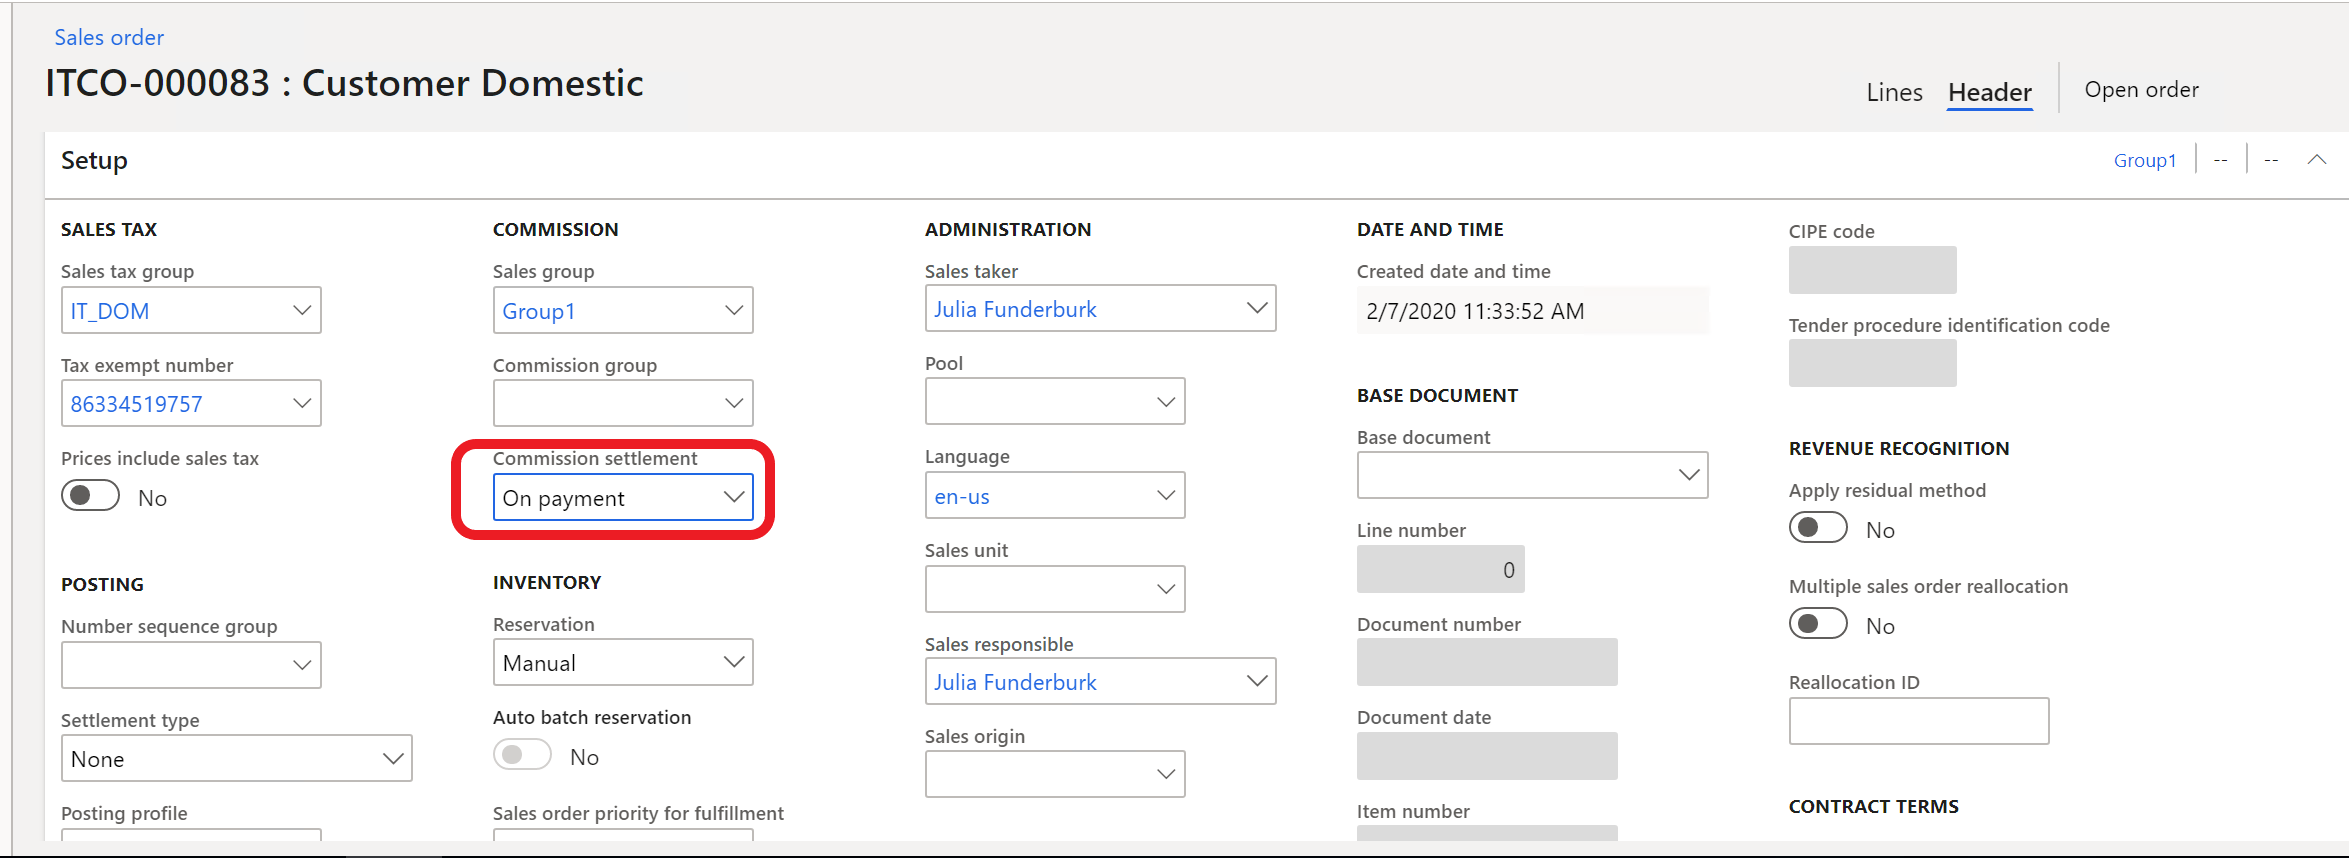 Sales order
ITCO-000083 : Customer Domestic
Lines
Header
Open order
Setup
Group1
--
--
SALES TAX
Sales tax group
IT_DOM
Tax exempt number
86334519757
Prices include sales tax
No
POSTING
Number sequence group
Settlement type
None
Posting profile
COMMISSION
Sales group
Group1
Commission group
Commission settlement
On payment
INVENTORY
Reservation
Manual
Auto batch reservation
No
Sales order priority for fulfillment
ADMINISTRATION
Sales taker
Julia Funderburk
Pool
Language
en-us
Sales unit
Sales responsible
Julia Funderburk
Sales origin
DATE AND TIME
Created date and time
2/7/2020 11:33:52 AM
BASE DOCUMENT
Base document
Line number
0
Document number
Document date
Item number
CIPE code
Tender procedure identification code
REVENUE RECOGNITION
Apply residual method
No
Multiple sales order reallocation
No
Reallocation ID
CONTRACT TERMS